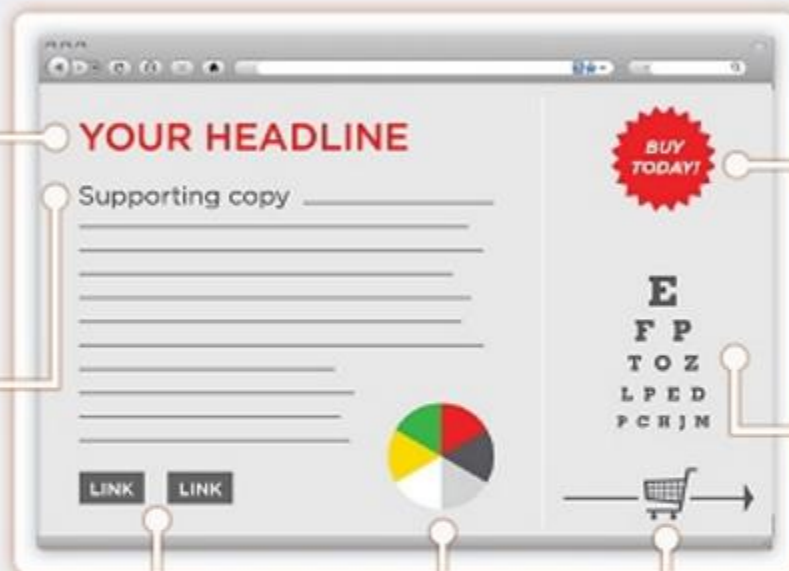 YOUR HEADLINE
Supporting copy
LINK LINK
BUY
TODAY!
E
F P
T O Z
L P E D
P C H J M